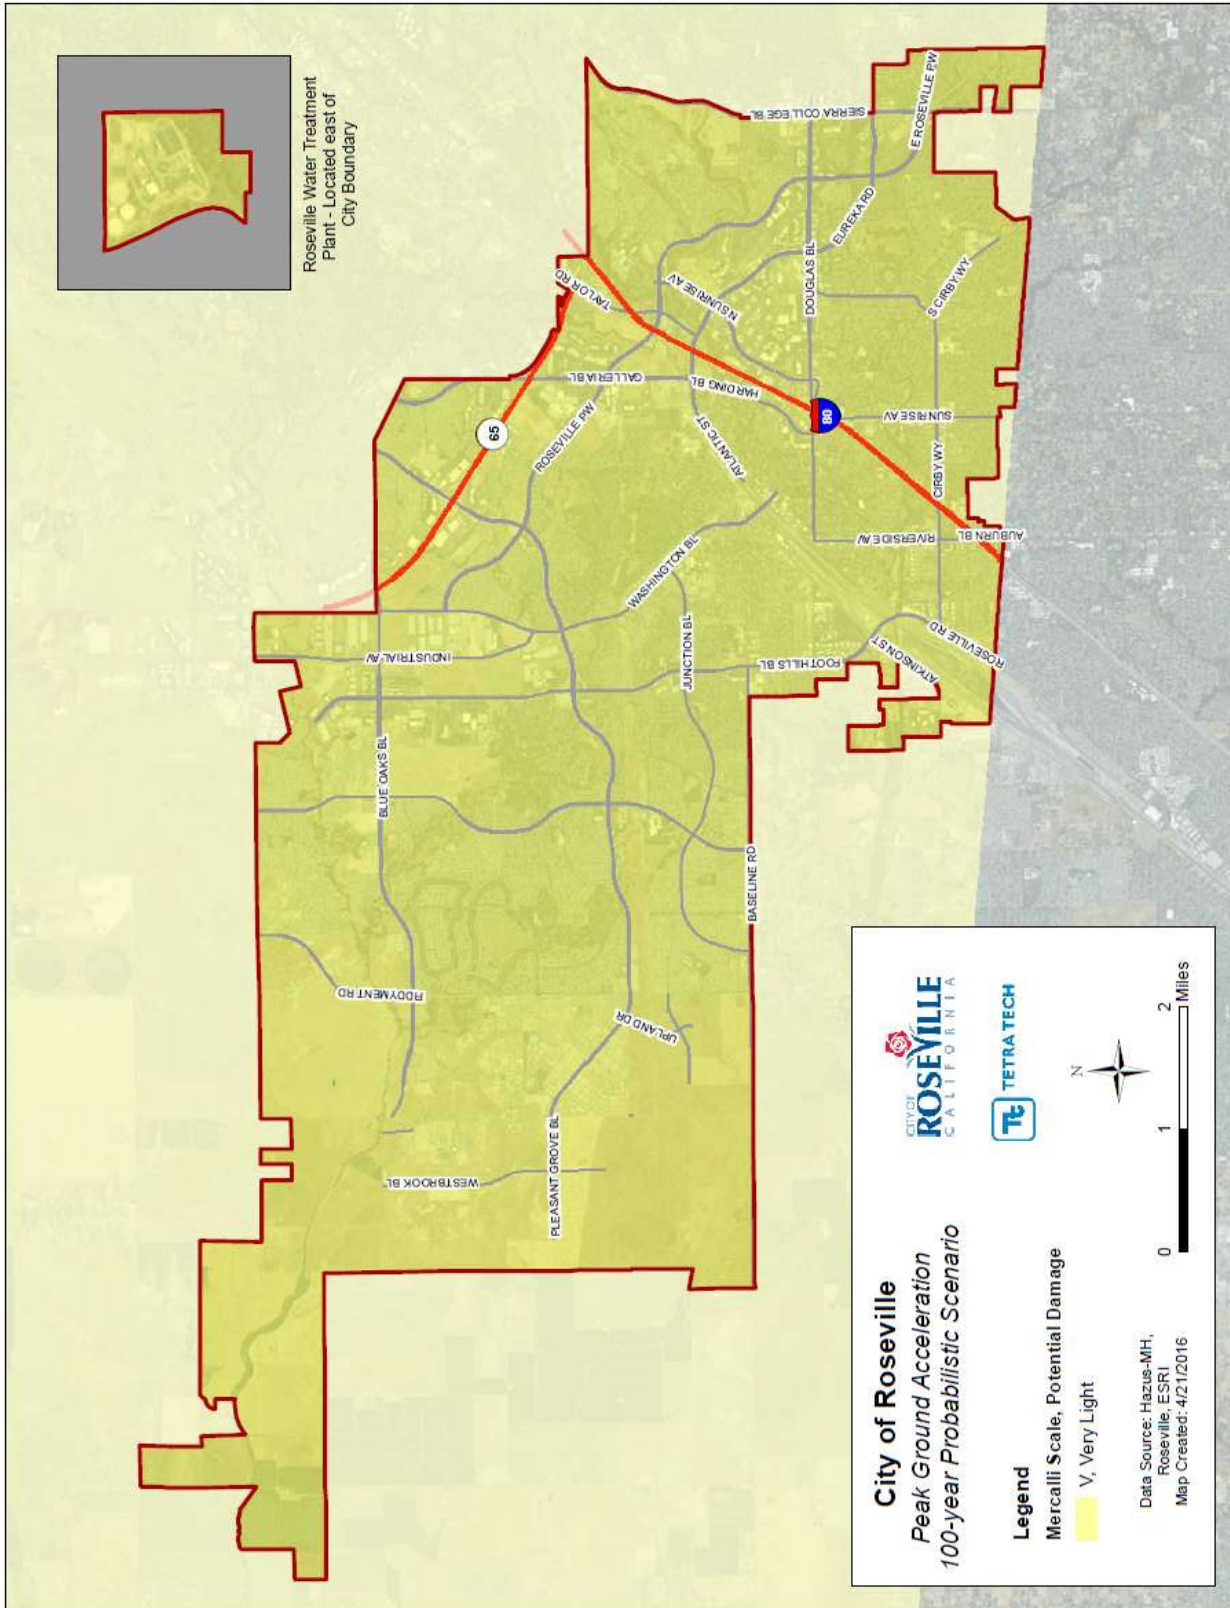 Roseville Water Treatment
Plant - Located east of
City Boundary
SIERRA COLLEGE BL
E ROSEVILLE PW
EUREKA RD
DOUGLAS BL
TAYLOR RD
N SUNRISE AV
S CIRBY WY
GALLERIA BL
HARDING BL
65
ROSEVILLE PW
ATLANTIC ST
80
SUNRISE AV
CIRBY WY
RIVERSIDE AV
AUBURN BL
WASHINGTON BL
INDUSTRIAL AV
JUNCTION BL
FOOTHILLS BL
ATKINSON ST
ROSEVILLE RD
BLUE OAKS BL
BASELINE RD
FIDDYMENT RD
UPLAND DR
WESTBROOK BL
PLEASANT GROVE BL
City of Roseville
Peak Ground Acceleration
100-year Probabilistic Scenario
CITY OF
ROSEVILLE
CALIFORNIA
Tt TETRA TECH
Legend
Mercalli Scale, Potential Damage
V, Very Light
N
0 1 2
Miles
Data Source: Hazus-MH,
Roseville, ESRI
Map Created: 4/21/2016